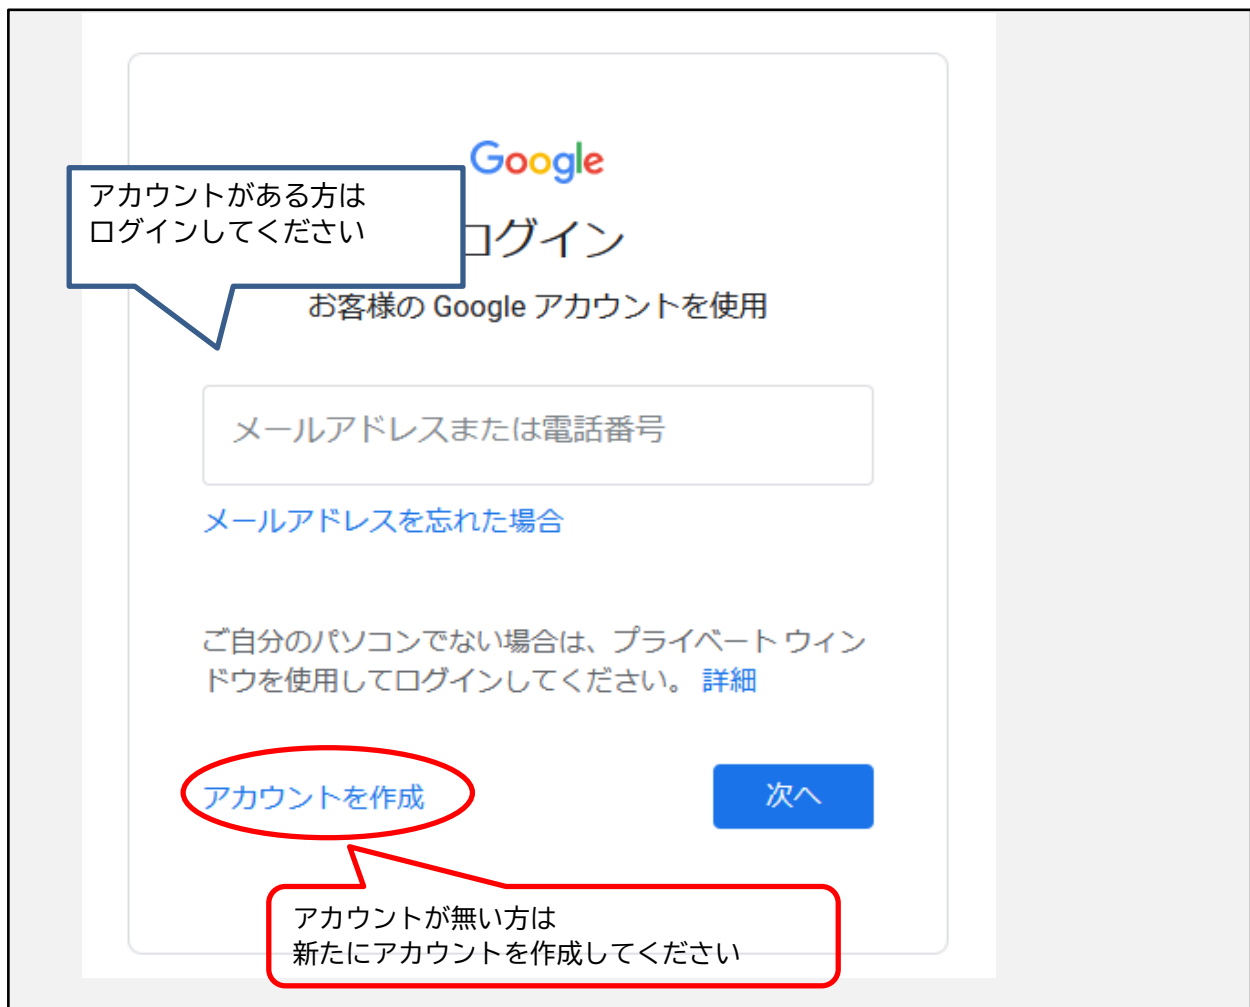 Google
アカウントがある方は
ログインしてください
ログイン
お客様の Google アカウントを使用
メールアドレスまたは電話番号
メールアドレスを忘れた場合
ご自分のパソコンでない場合は、プライベート ウィン
ドウを使用してログインしてください。 詳細
アカウントを作成
次へ
アカウントが無い方は
新たにアカウントを作成してください